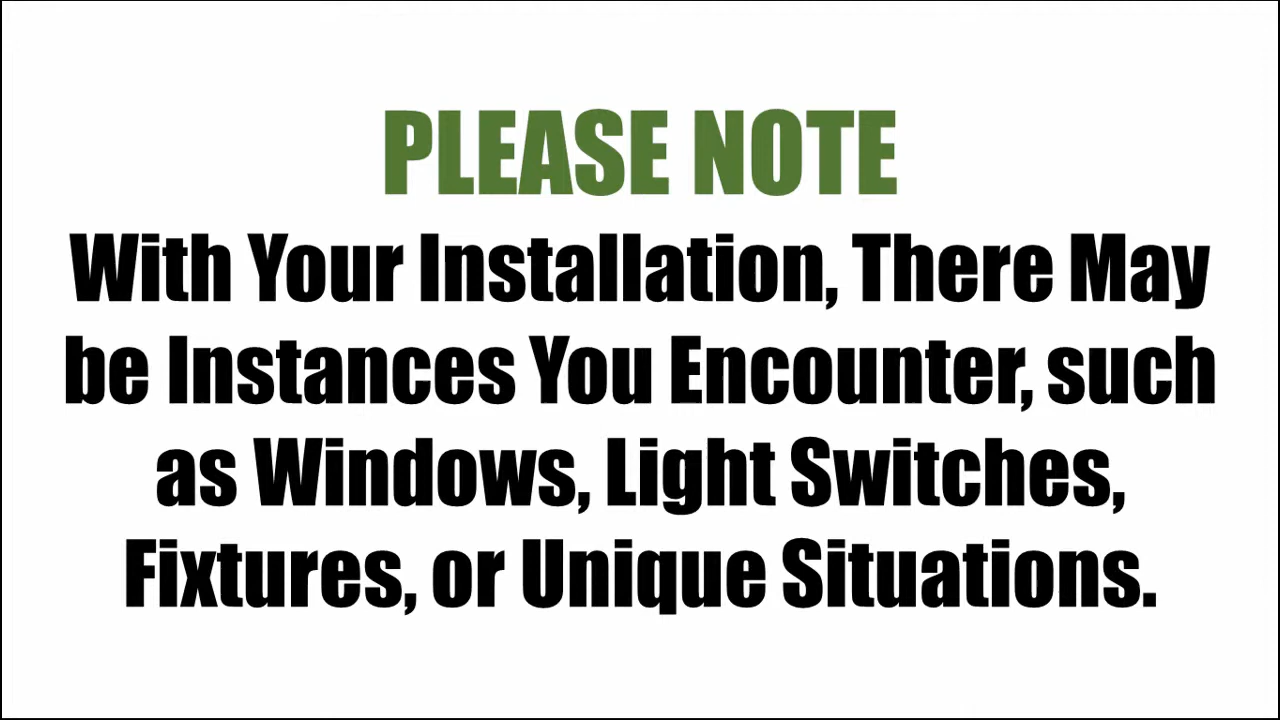 PLEASE NOTE
With Your Installation, There May
be Instances You Encounter, such
as Windows, Light Switches,
Fixtures, or Unique Situations.